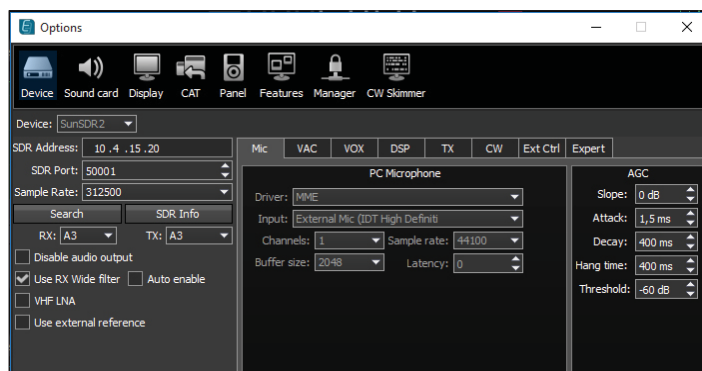 Options
Device Sound card Display CAT Panel Features Manager CW Skimmer
Device: SunSDR2
SDR Address: 10 .4 .15 .20
SDR Port: 50001
Sample Rate: 312500
Search SDR Info
RX: A3 TX: A3
Disable audio output
Use RX Wide filter Auto enable
VHF LNA
Use external reference
Mic VAC VOX DSP TX CW Ext Ctrl Expert
PC Microphone
Driver: MME
Input: External Mic (IDT High Definiti
Channels: 1 Sample rate: 44100
Buffer size: 2048 Latency: 0
AGC
Slope: 0 dB
Attack: 1,5 ms
Decay: 400 ms
Hang time: 400 ms
Threshold: -60 dB